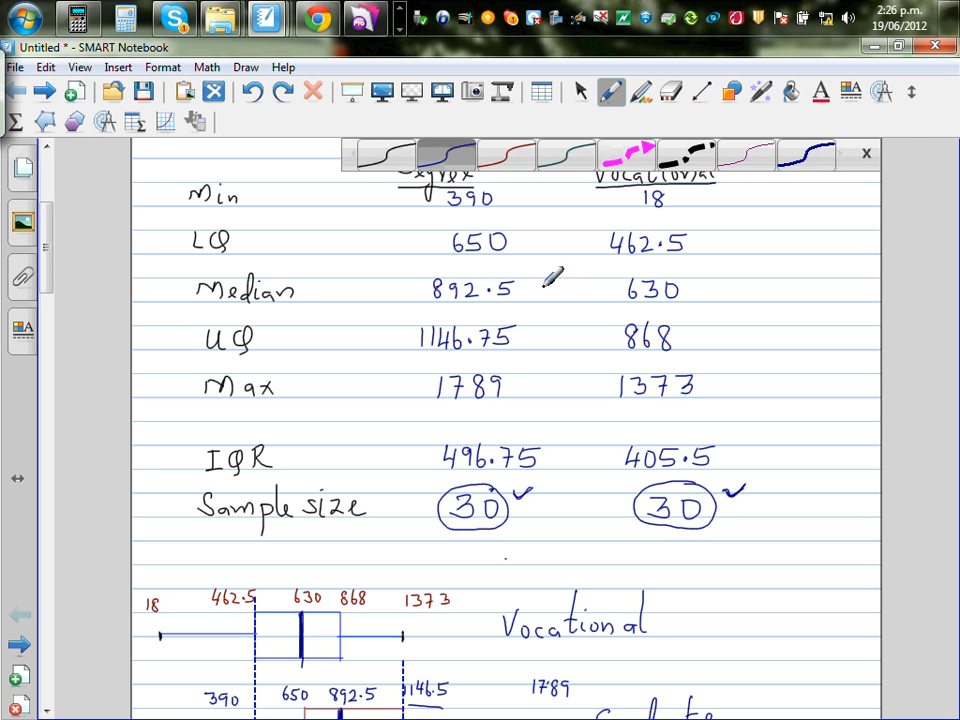 2:26 p.m.
19/06/2012
Untitled * - SMART Notebook
File Edit View Insert Format Math Draw Help
Vocational
Min 390 18
LQ 650 462.5
Median 892.5 630
UQ 1146.75 868
Max 1789 1373
IQR 496.75 405.5
Sample size 30 30
18 462.5 630 868 1373
Vocational
390 650 892.5 1146.5 1789